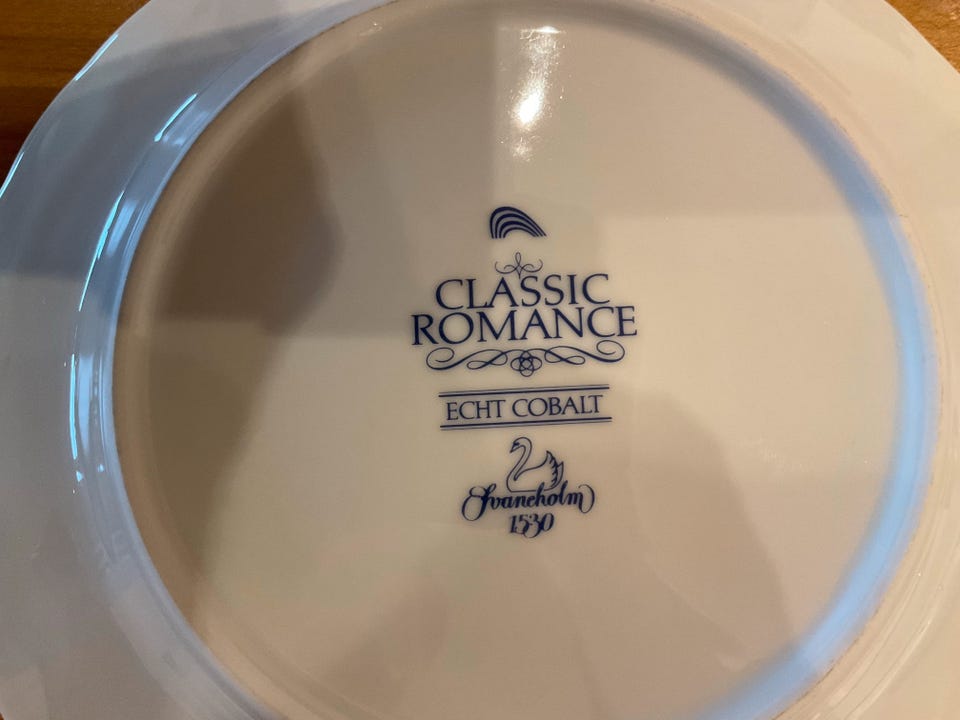 CLASSIC
ROMANCE
ECHT COBALT
Svaneholm
1530